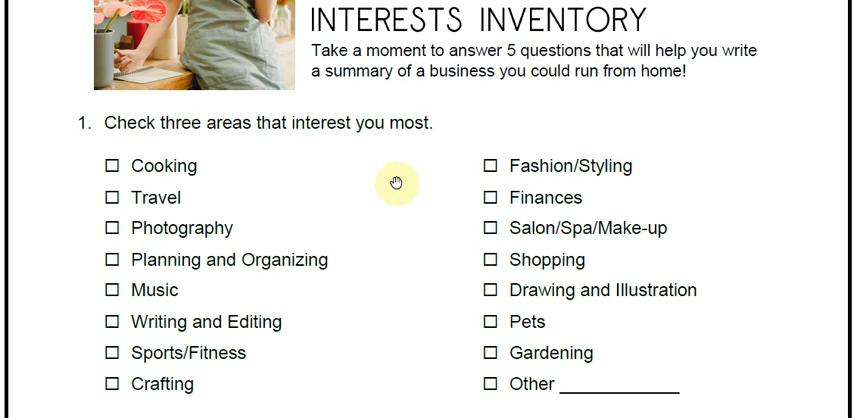 INTERESTS INVENTORY
Take a moment to answer 5 questions that will help you write
a summary of a business you could run from home!
1. Check three areas that interest you most.
Cooking
Travel
Photography
Planning and Organizing
Music
Writing and Editing
Sports/Fitness
Crafting
Fashion/Styling
Finances
Salon/Spa/Make-up
Shopping
Drawing and Illustration
Pets
Gardening
Other ____________